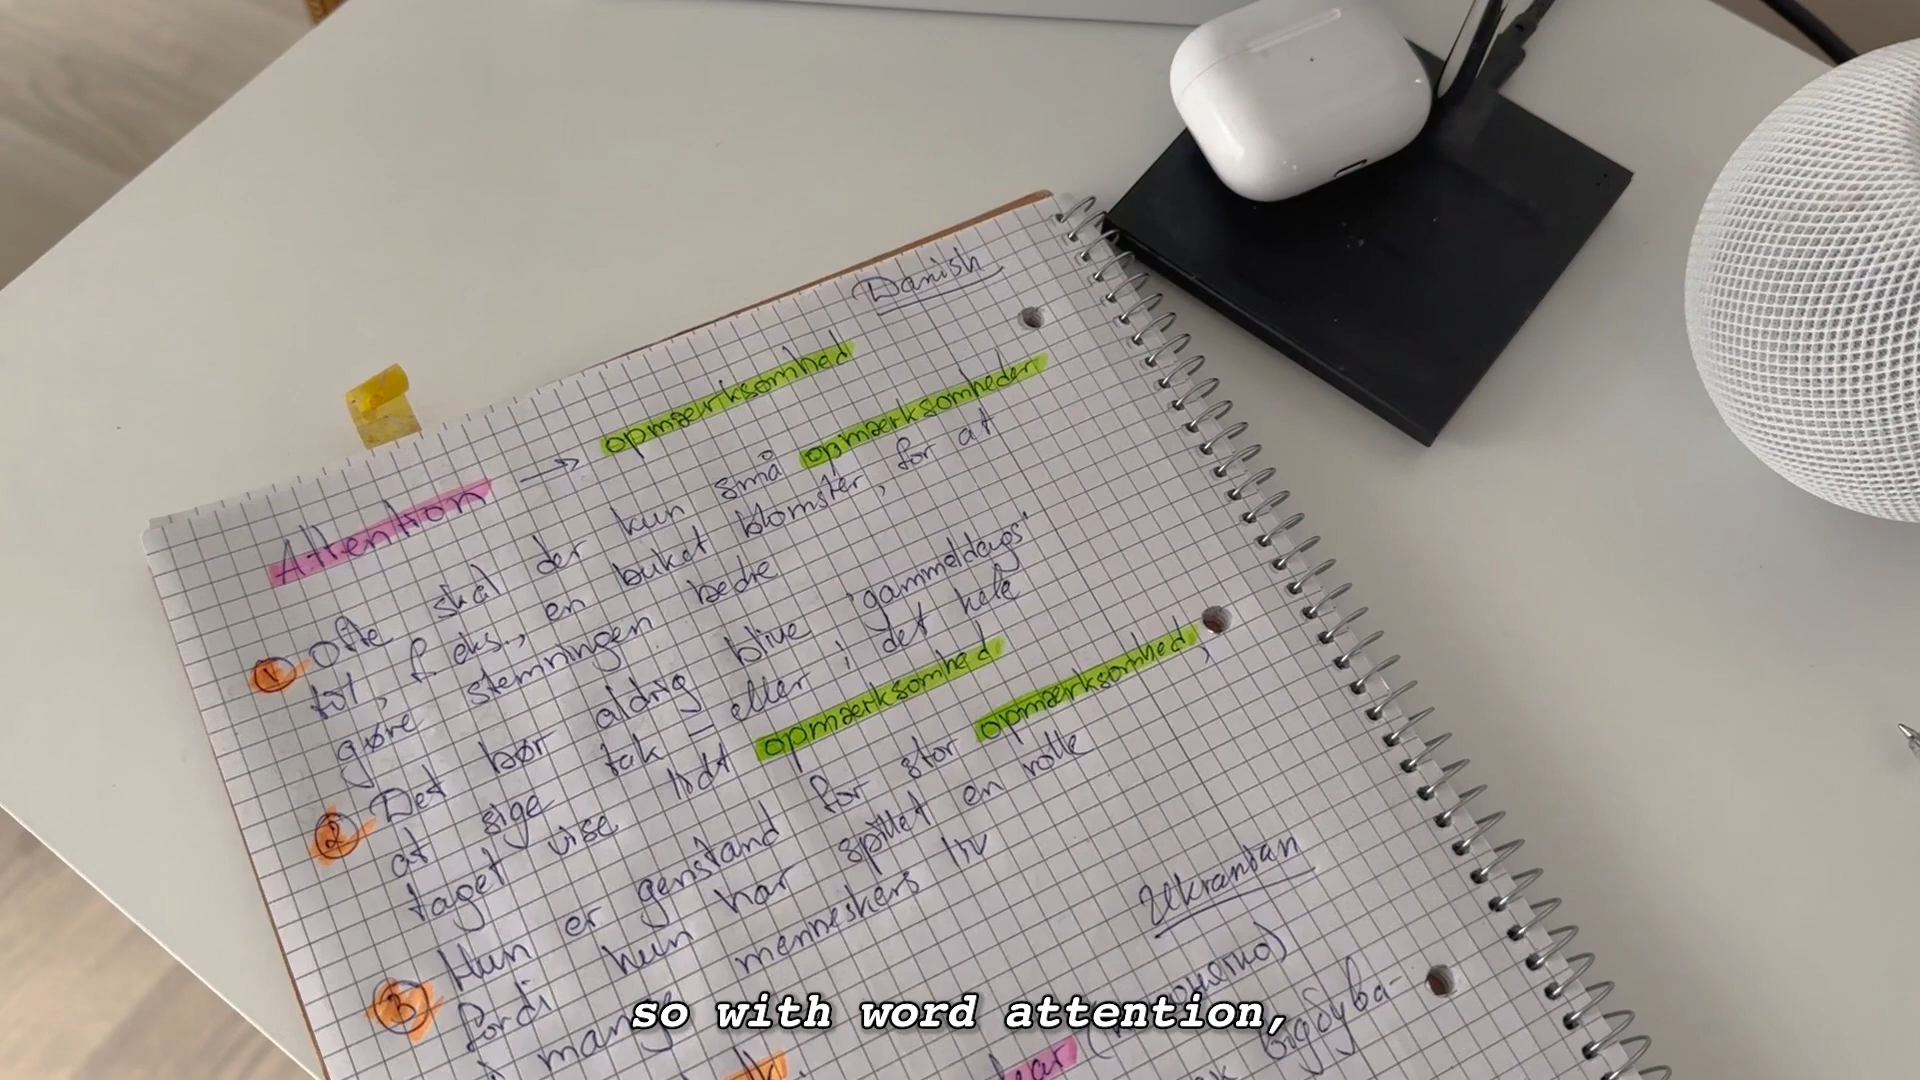 Danish
Attention → opmærksomhed
① Ofte skal der kun små opmærksomheder
til, f. eks., en buket blomster, for at
gøre stemningen bedre
② Det bør aldrig blive 'gammeldags'
at sige tak – eller i det hele
taget vise lidt opmærksomhed
③ Hun er genstand for stor opmærksomhed,
fordi hun har spillet en rolle
i mange menneskers liv
Ukranian
so with word attention,